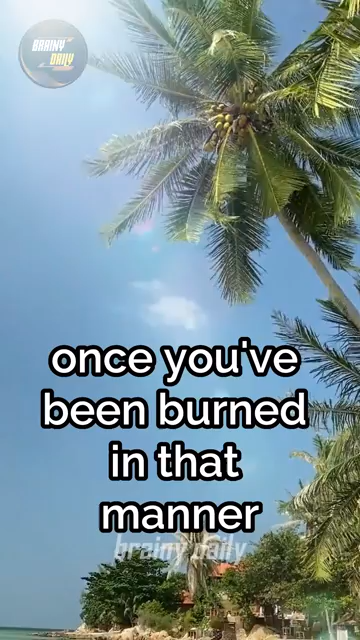 BRAINY
DAILY
once you've
been burned
in that
manner
brainy daily